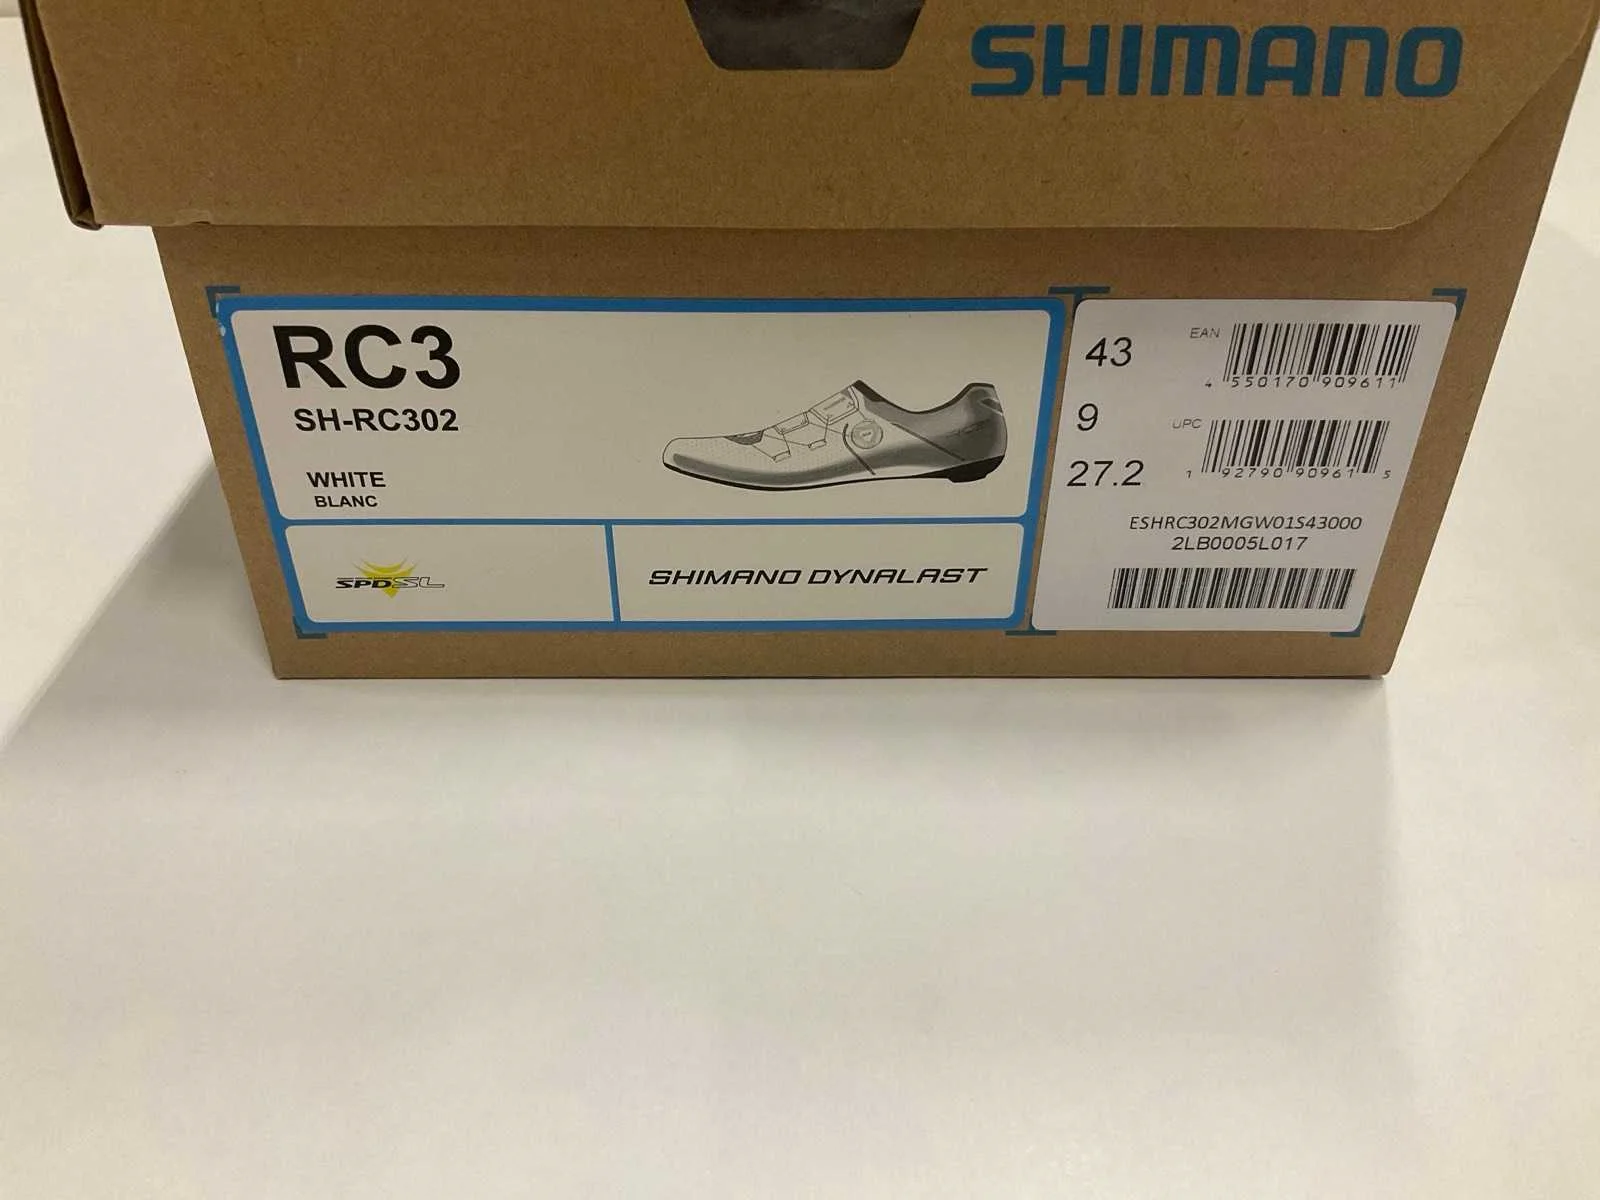 SHIMANO
RC3
SH-RC302
WHITE
BLANC
SPD-SL
SHIMANO DYNALAST
43
EAN
4 550170 909611
9
UPC
1 92790 90961 5
27.2
ESHRC302MGW01S43000
2LB0005L017